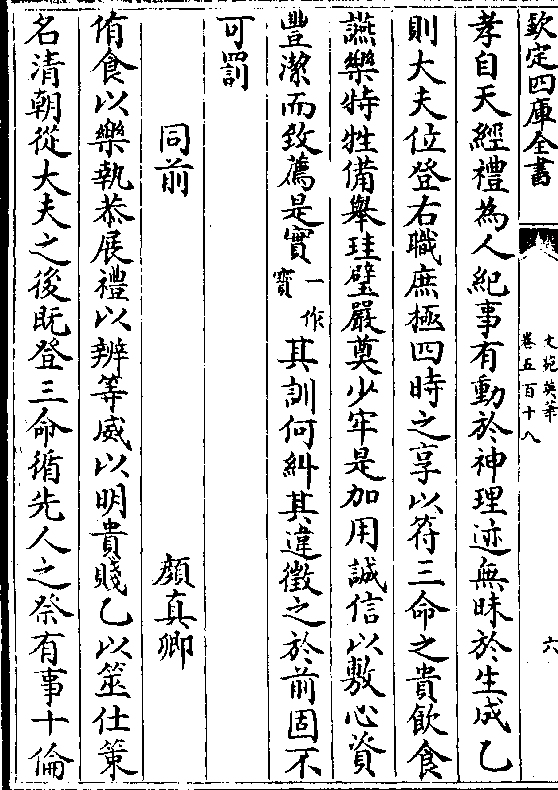 欽定四庫全書
文苑英華
卷五百十八
六
孝自天經禮為人紀事有動於神理迹無昧於生成乙
則大夫位登右職庶極四時之享以符三命之貴飲食
讌樂特牲備舉珪璧嚴奠少牢是加用誠信以敷心資
豐潔而致薦是實一作寳其訓何糾其違徵之於前固不
可罰
同前 顏真卿
侑食以樂執恭展禮以辨等威以明貴賤乙以筮仕策
名清朝從大夫之後既登三命循先人之祭有事十倫